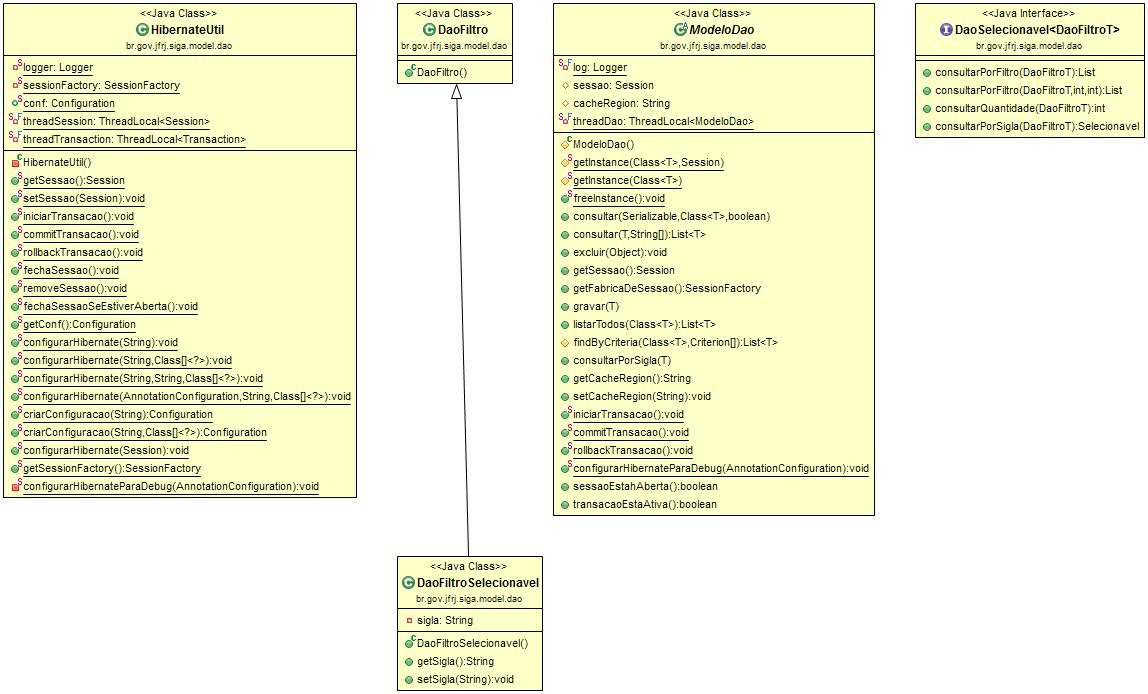 <<Java Class>>
HibernateUtil
br.gov.jfrj.siga.model.dao
logger: Logger
sessionFactory: SessionFactory
conf: Configuration
threadSession: ThreadLocal<Session>
threadTransaction: ThreadLocal<Transaction>
HibernateUtil()
getSessao():Session
setSessao(Session):void
iniciarTransacao():void
commitTransacao():void
rollbackTransacao():void
fechaSessao():void
removeSessao():void
fechaSessaoSeEstiverAberta():void
getConf():Configuration
configurarHibernate(String):void
configurarHibernate(String,Class[]<?>):void
configurarHibernate(String,String,Class[]<?>):void
configurarHibernate(AnnotationConfiguration,String,Class[]<?>):void
criarConfiguracao(String):Configuration
criarConfiguracao(String,Class[]<?>):Configuration
configurarHibernate(Session):void
getSessionFactory():SessionFactory
configurarHibernateParaDebug(AnnotationConfiguration):void
<<Java Class>>
DaoFiltro
br.gov.jfrj.siga.model.dao
DaoFiltro()
<<Java Class>>
ModeloDao
br.gov.jfrj.siga.model.dao
log: Logger
sessao: Session
cacheRegion: String
threadDao: ThreadLocal<ModeloDao>
ModeloDao()
getInstance(Class<T>,Session)
getInstance(Class<T>)
freeInstance():void
consultar(Serializable,Class<T>,boolean)
consultar(T,String[]):List<T>
excluir(Object):void
getSessao():Session
getFabricaDeSessao():SessionFactory
gravar(T)
listarTodos(Class<T>):List<T>
findByCriteria(Class<T>,Criterion[]):List<T>
consultarPorSigla(T)
getCacheRegion():String
setCacheRegion(String):void
iniciarTransacao():void
commitTransacao():void
rollbackTransacao():void
configurarHibernateParaDebug(AnnotationConfiguration):void
sessaoEstahAberta():boolean
transacaoEstaAtiva():boolean
<<Java Interface>>
DaoSelecionavel<DaoFiltroT>
br.gov.jfrj.siga.model.dao
consultarPorFiltro(DaoFiltroT):List
consultarPorFiltro(DaoFiltroT,int,int):List
consultarQuantidade(DaoFiltroT):int
consultarPorSigla(DaoFiltroT):Selecionavel
<<Java Class>>
DaoFiltroSelecionavel
br.gov.jfrj.siga.model.dao
sigla: String
DaoFiltroSelecionavel()
getSigla():String
setSigla(String):void